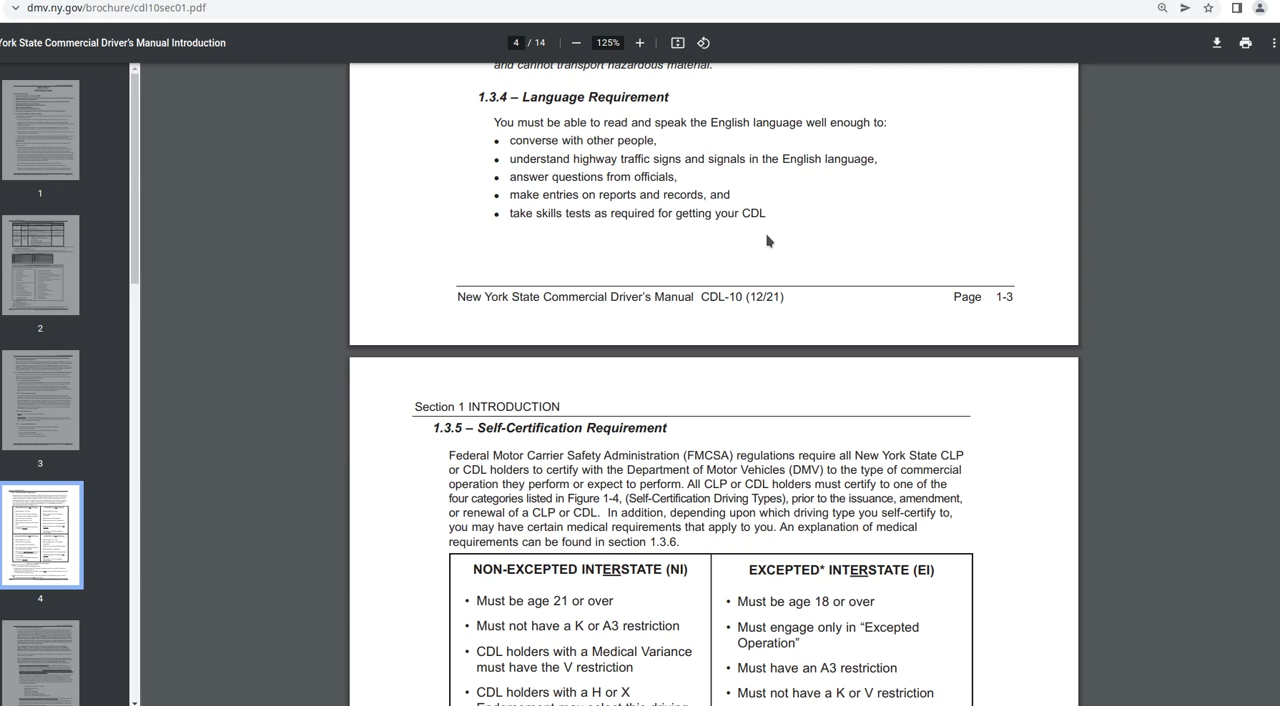 dmv.ny.gov/brochure/cdl10sec01.pdf
York State Commercial Driver's Manual Introduction
4 / 14
125%
and cannot transport hazardous material.
1.3.4 – Language Requirement
You must be able to read and speak the English language well enough to:
• converse with other people,
• understand highway traffic signs and signals in the English language,
• answer questions from officials,
• make entries on reports and records, and
• take skills tests as required for getting your CDL
New York State Commercial Driver's Manual CDL-10 (12/21) Page 1-3
Section 1 INTRODUCTION
1.3.5 – Self-Certification Requirement
Federal Motor Carrier Safety Administration (FMCSA) regulations require all New York State CLP
or CDL holders to certify with the Department of Motor Vehicles (DMV) to the type of commercial
operation they perform or expect to perform. All CLP or CDL holders must certify to one of the
four categories listed in Figure 1-4, (Self-Certification Driving Types), prior to the issuance, amendment,
or renewal of a CLP or CDL. In addition, depending upon which driving type you self-certify to,
you may have certain medical requirements that apply to you. An explanation of medical
requirements can be found in section 1.3.6.
NON-EXCEPTED INTERSTATE (NI)
• Must be age 21 or over
• Must not have a K or A3 restriction
• CDL holders with a Medical Variance
must have the V restriction
• CDL holders with a H or X
Endorsement may select this driving
EXCEPTED* INTERSTATE (EI)
• Must be age 18 or over
• Must engage only in “Excepted
Operation”
• Must have an A3 restriction
• Must not have a K or V restriction
1
2
3
4